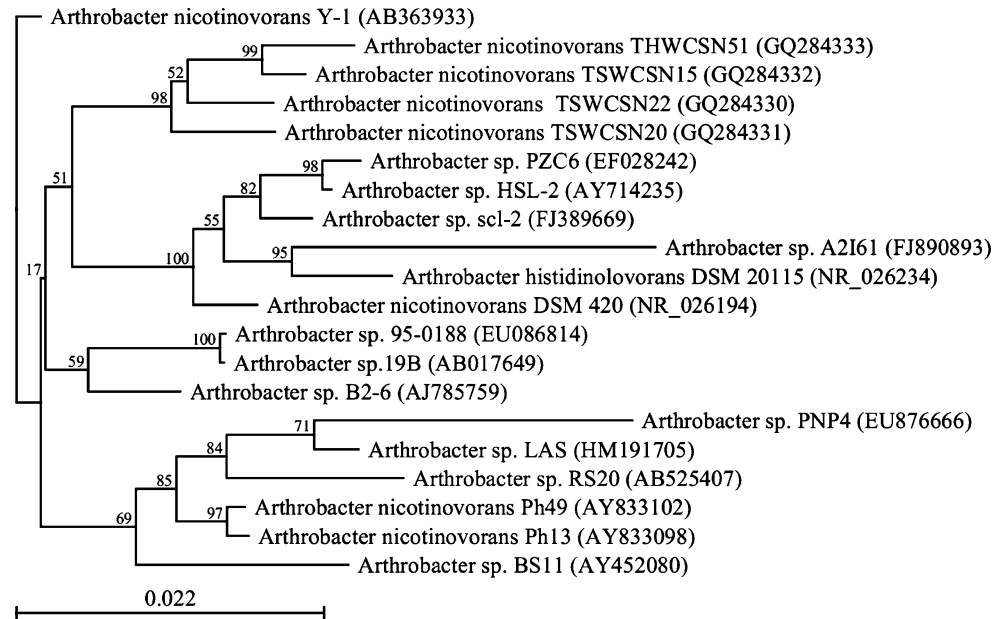 Arthrobacter nicotinovorans Y-1 (AB363933)
Arthrobacter nicotinovorans THWCSN51 (GQ284333)
99
Arthrobacter nicotinovorans TSWCSN15 (GQ284332)
52
98
Arthrobacter nicotinovorans TSWCSN22 (GQ284330)
Arthrobacter nicotinovorans TSWCSN20 (GQ284331)
Arthrobacter sp. PZC6 (EF028242)
98
51
82
Arthrobacter sp. HSL-2 (AY714235)
55
Arthrobacter sp. scl-2 (FJ389669)
Arthrobacter sp. A2I61 (FJ890893)
100
95
17
Arthrobacter histidinolovorans DSM 20115 (NR_026234)
Arthrobacter nicotinovorans DSM 420 (NR_026194)
Arthrobacter sp. 95-0188 (EU086814)
100
59
Arthrobacter sp.19B (AB017649)
Arthrobacter sp. B2-6 (AJ785759)
71
Arthrobacter sp. PNP4 (EU876666)
84
Arthrobacter sp. LAS (HM191705)
85
Arthrobacter sp. RS20 (AB525407)
97
Arthrobacter nicotinovorans Ph49 (AY833102)
69
Arthrobacter nicotinovorans Ph13 (AY833098)
Arthrobacter sp. BS11 (AY452080)
0.022